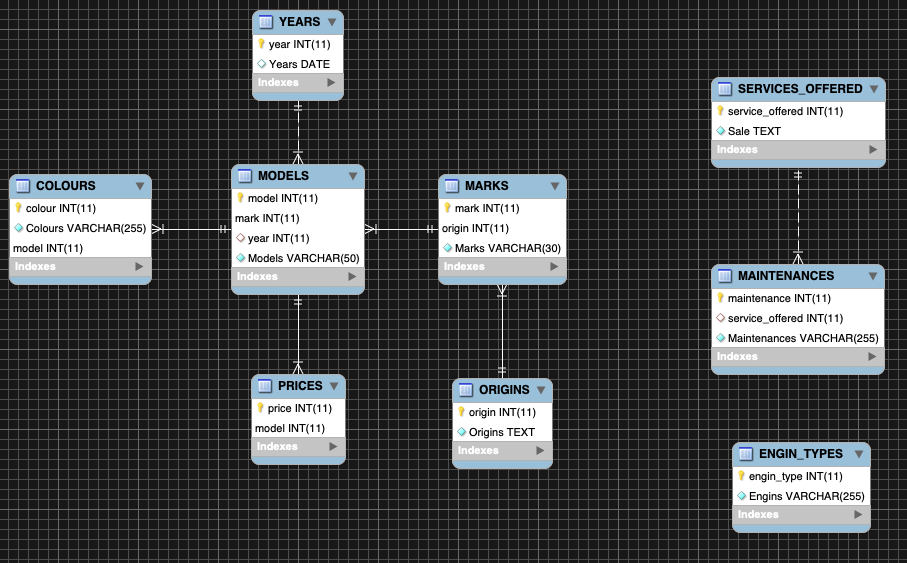 YEARS
year INT(11)
Years DATE
Indexes
SERVICES_OFFERED
service_offered INT(11)
Sale TEXT
Indexes
COLOURS
colour INT(11)
Colours VARCHAR(255)
model INT(11)
Indexes
MODELS
model INT(11)
mark INT(11)
year INT(11)
Models VARCHAR(50)
Indexes
MARKS
mark INT(11)
origin INT(11)
Marks VARCHAR(30)
Indexes
MAINTENANCES
maintenance INT(11)
service_offered INT(11)
Maintenances VARCHAR(255)
Indexes
PRICES
price INT(11)
model INT(11)
Indexes
ORIGINS
origin INT(11)
Origins TEXT
Indexes
ENGIN_TYPES
engin_type INT(11)
Engins VARCHAR(255)
Indexes